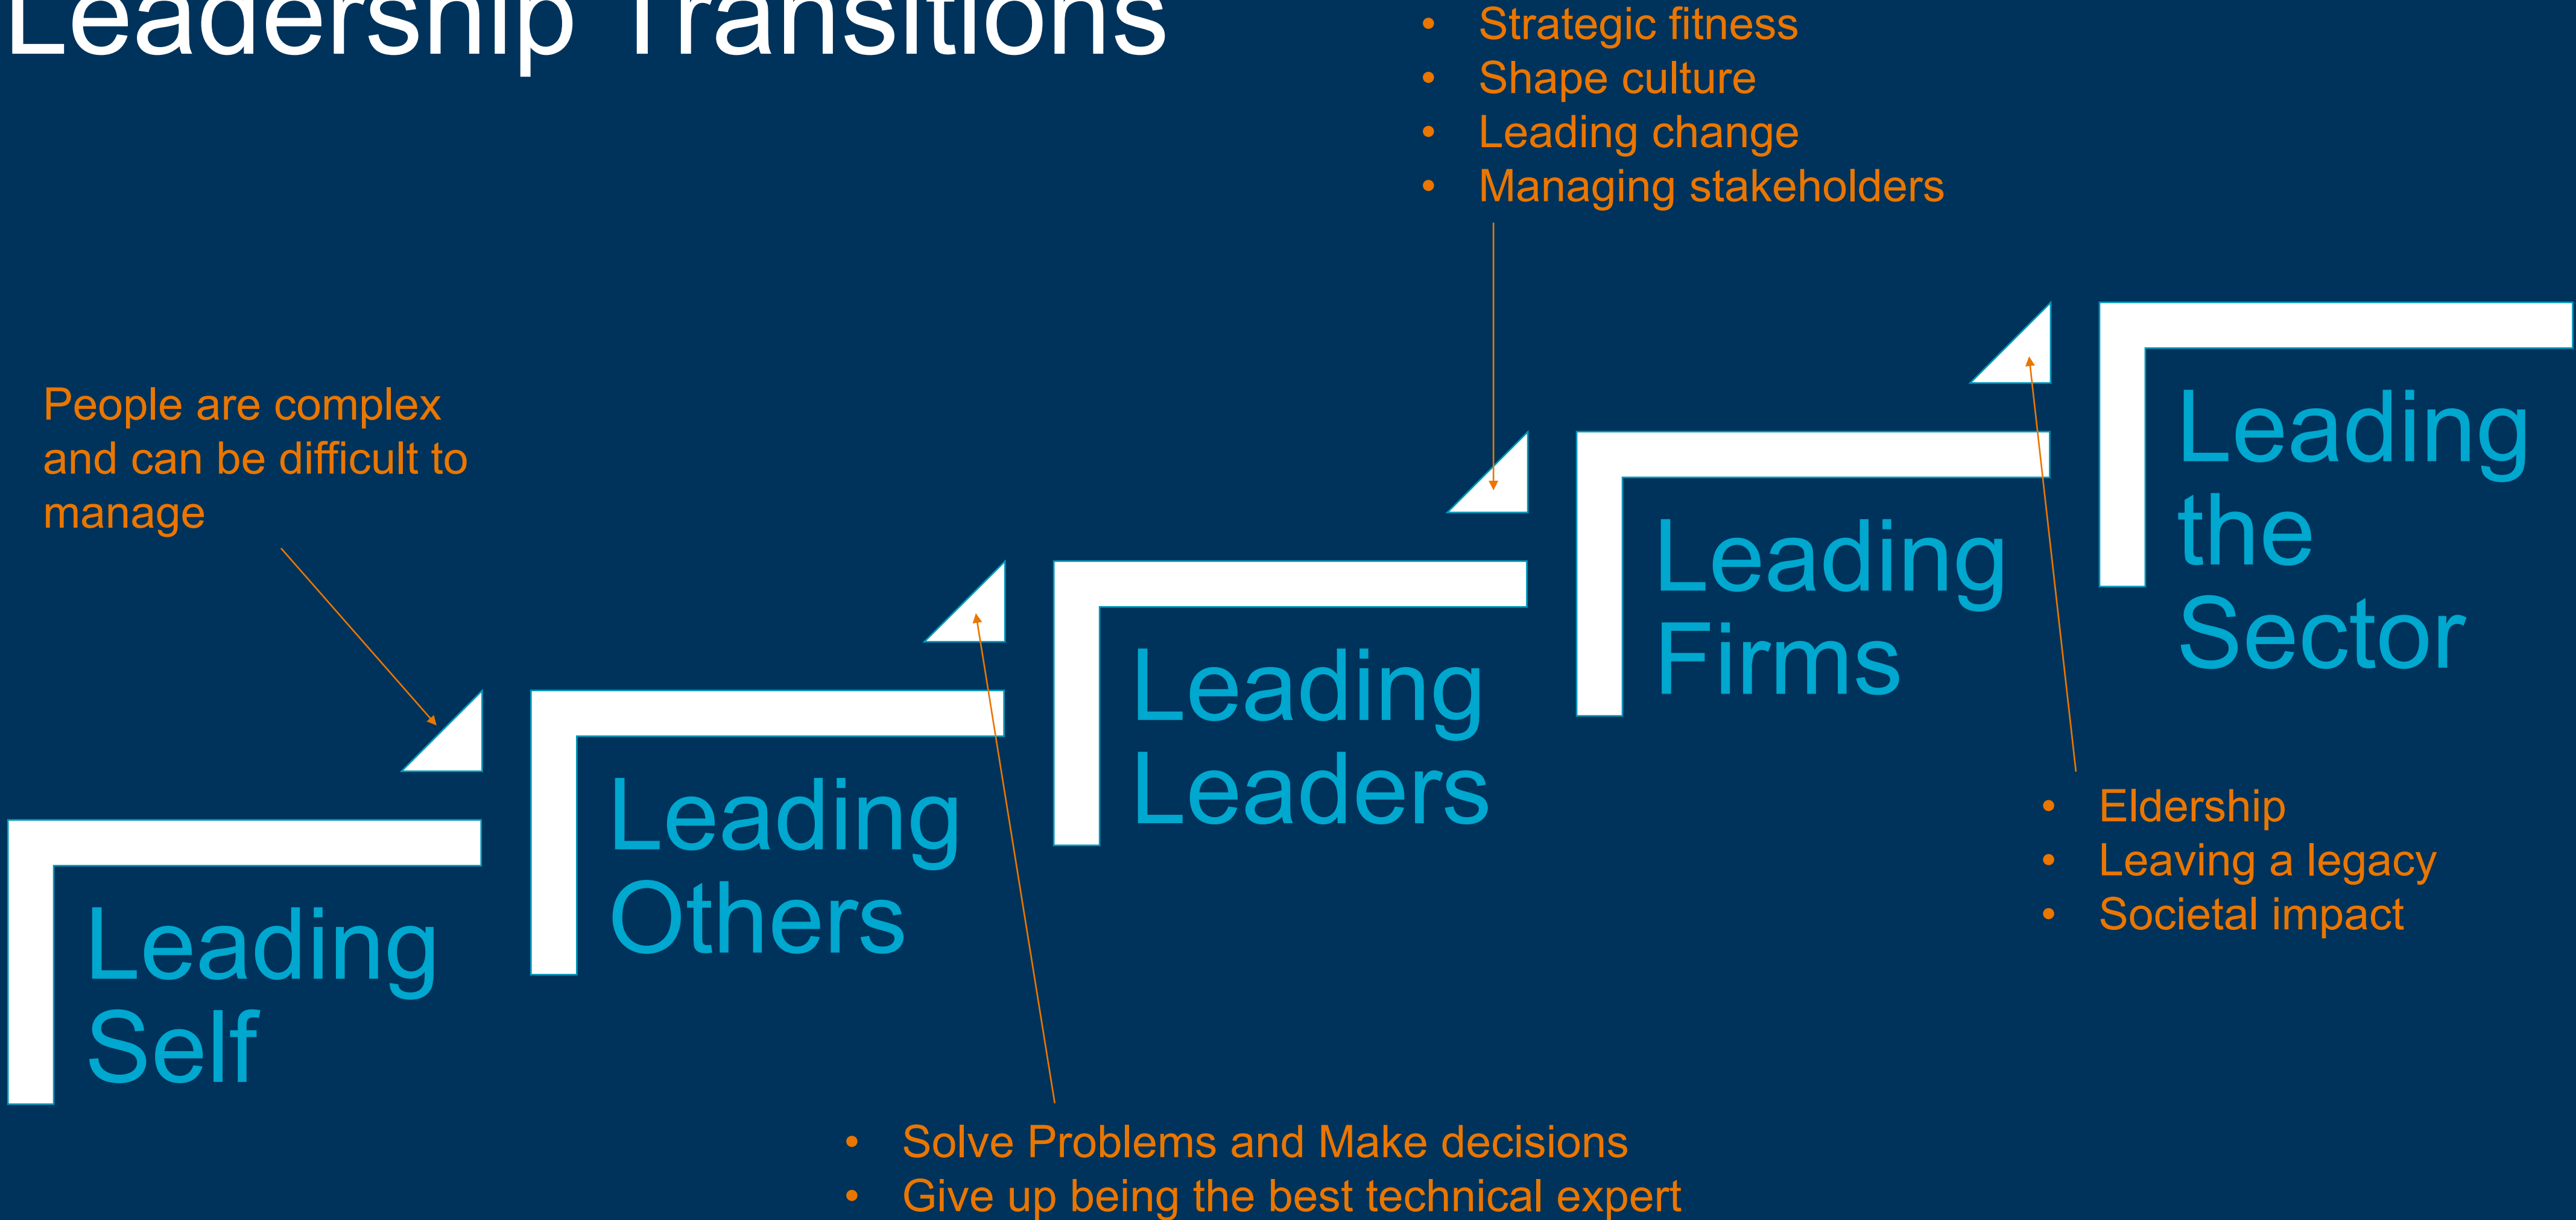 Leadership Transitions
• Strategic fitness
• Shape culture
• Leading change
• Managing stakeholders
People are complex
and can be difficult to
manage
Leading
Self
Leading
Others
Leading
Leaders
Leading
Firms
Leading
the
Sector
• Eldership
• Leaving a legacy
• Societal impact
• Solve Problems and Make decisions
• Give up being the best technical expert